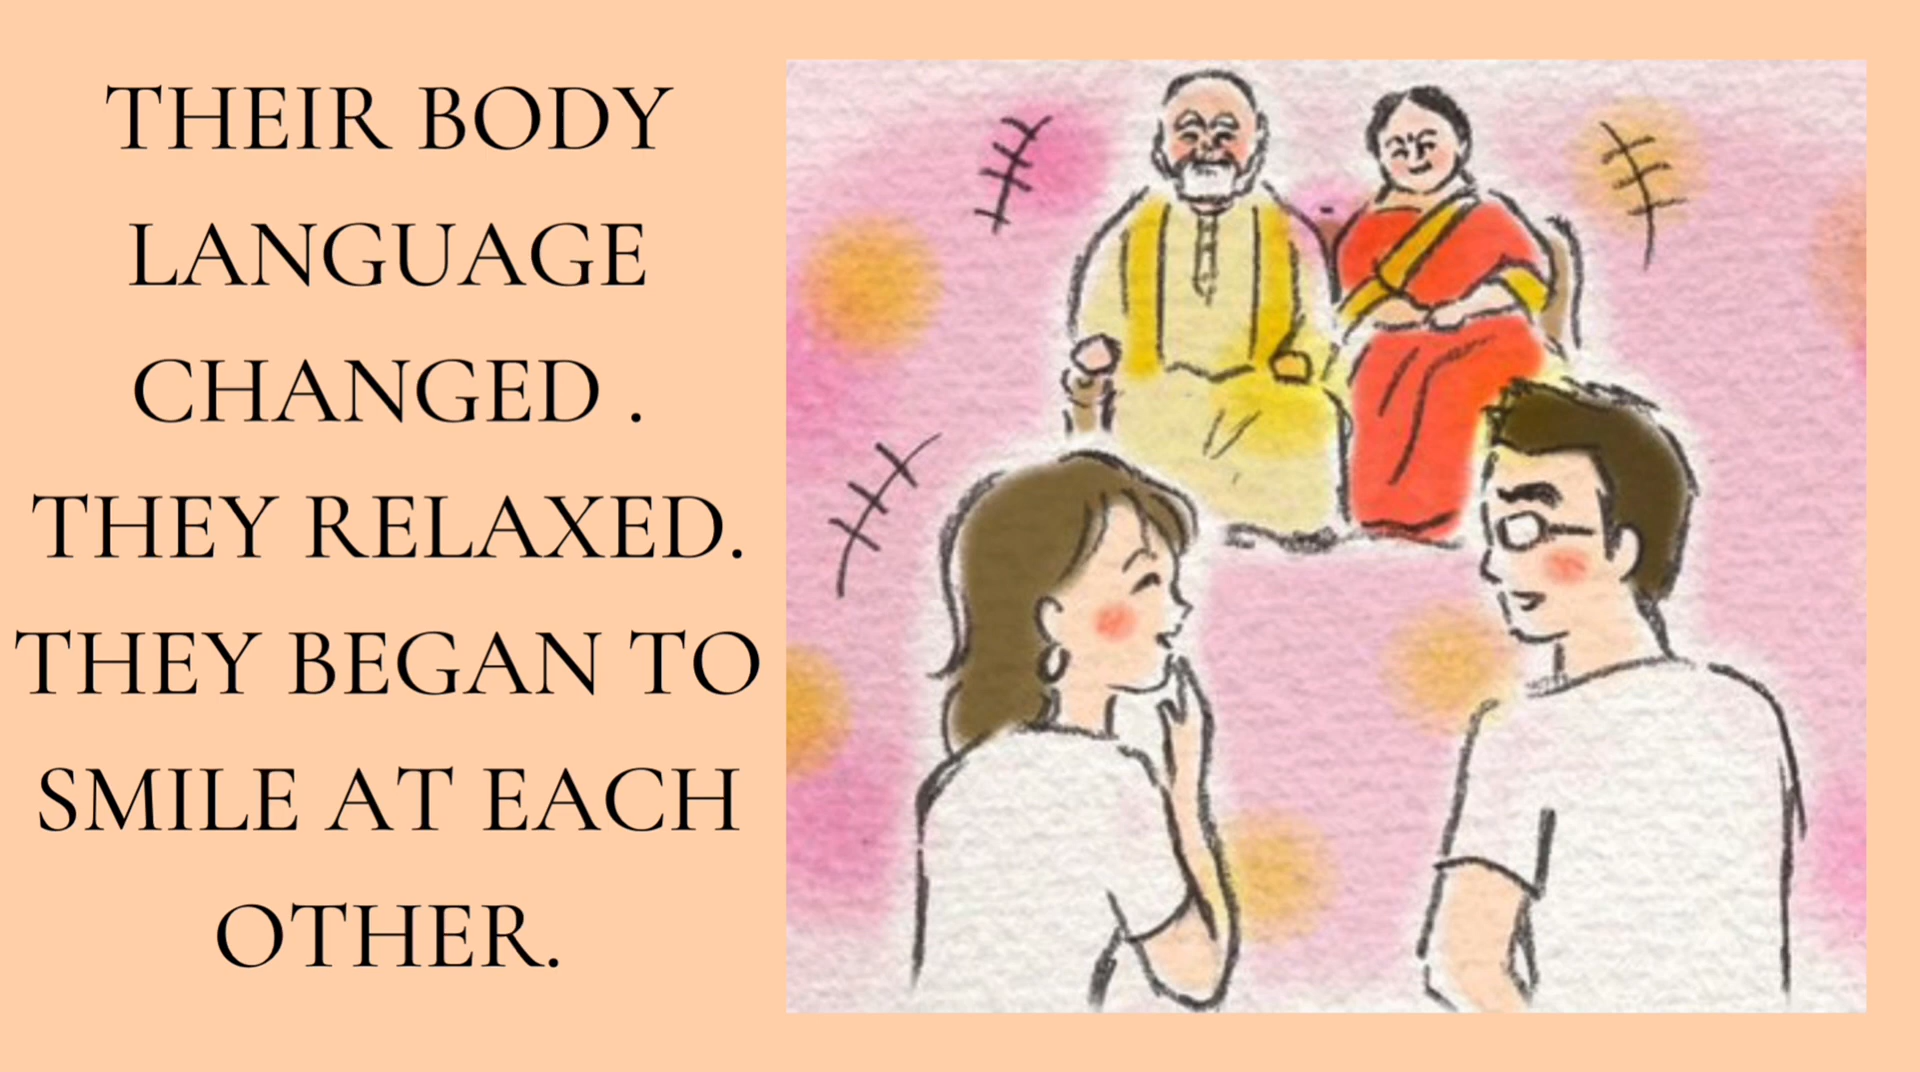 THEIR BODY
LANGUAGE
CHANGED .
THEY RELAXED.
THEY BEGAN TO
SMILE AT EACH
OTHER.